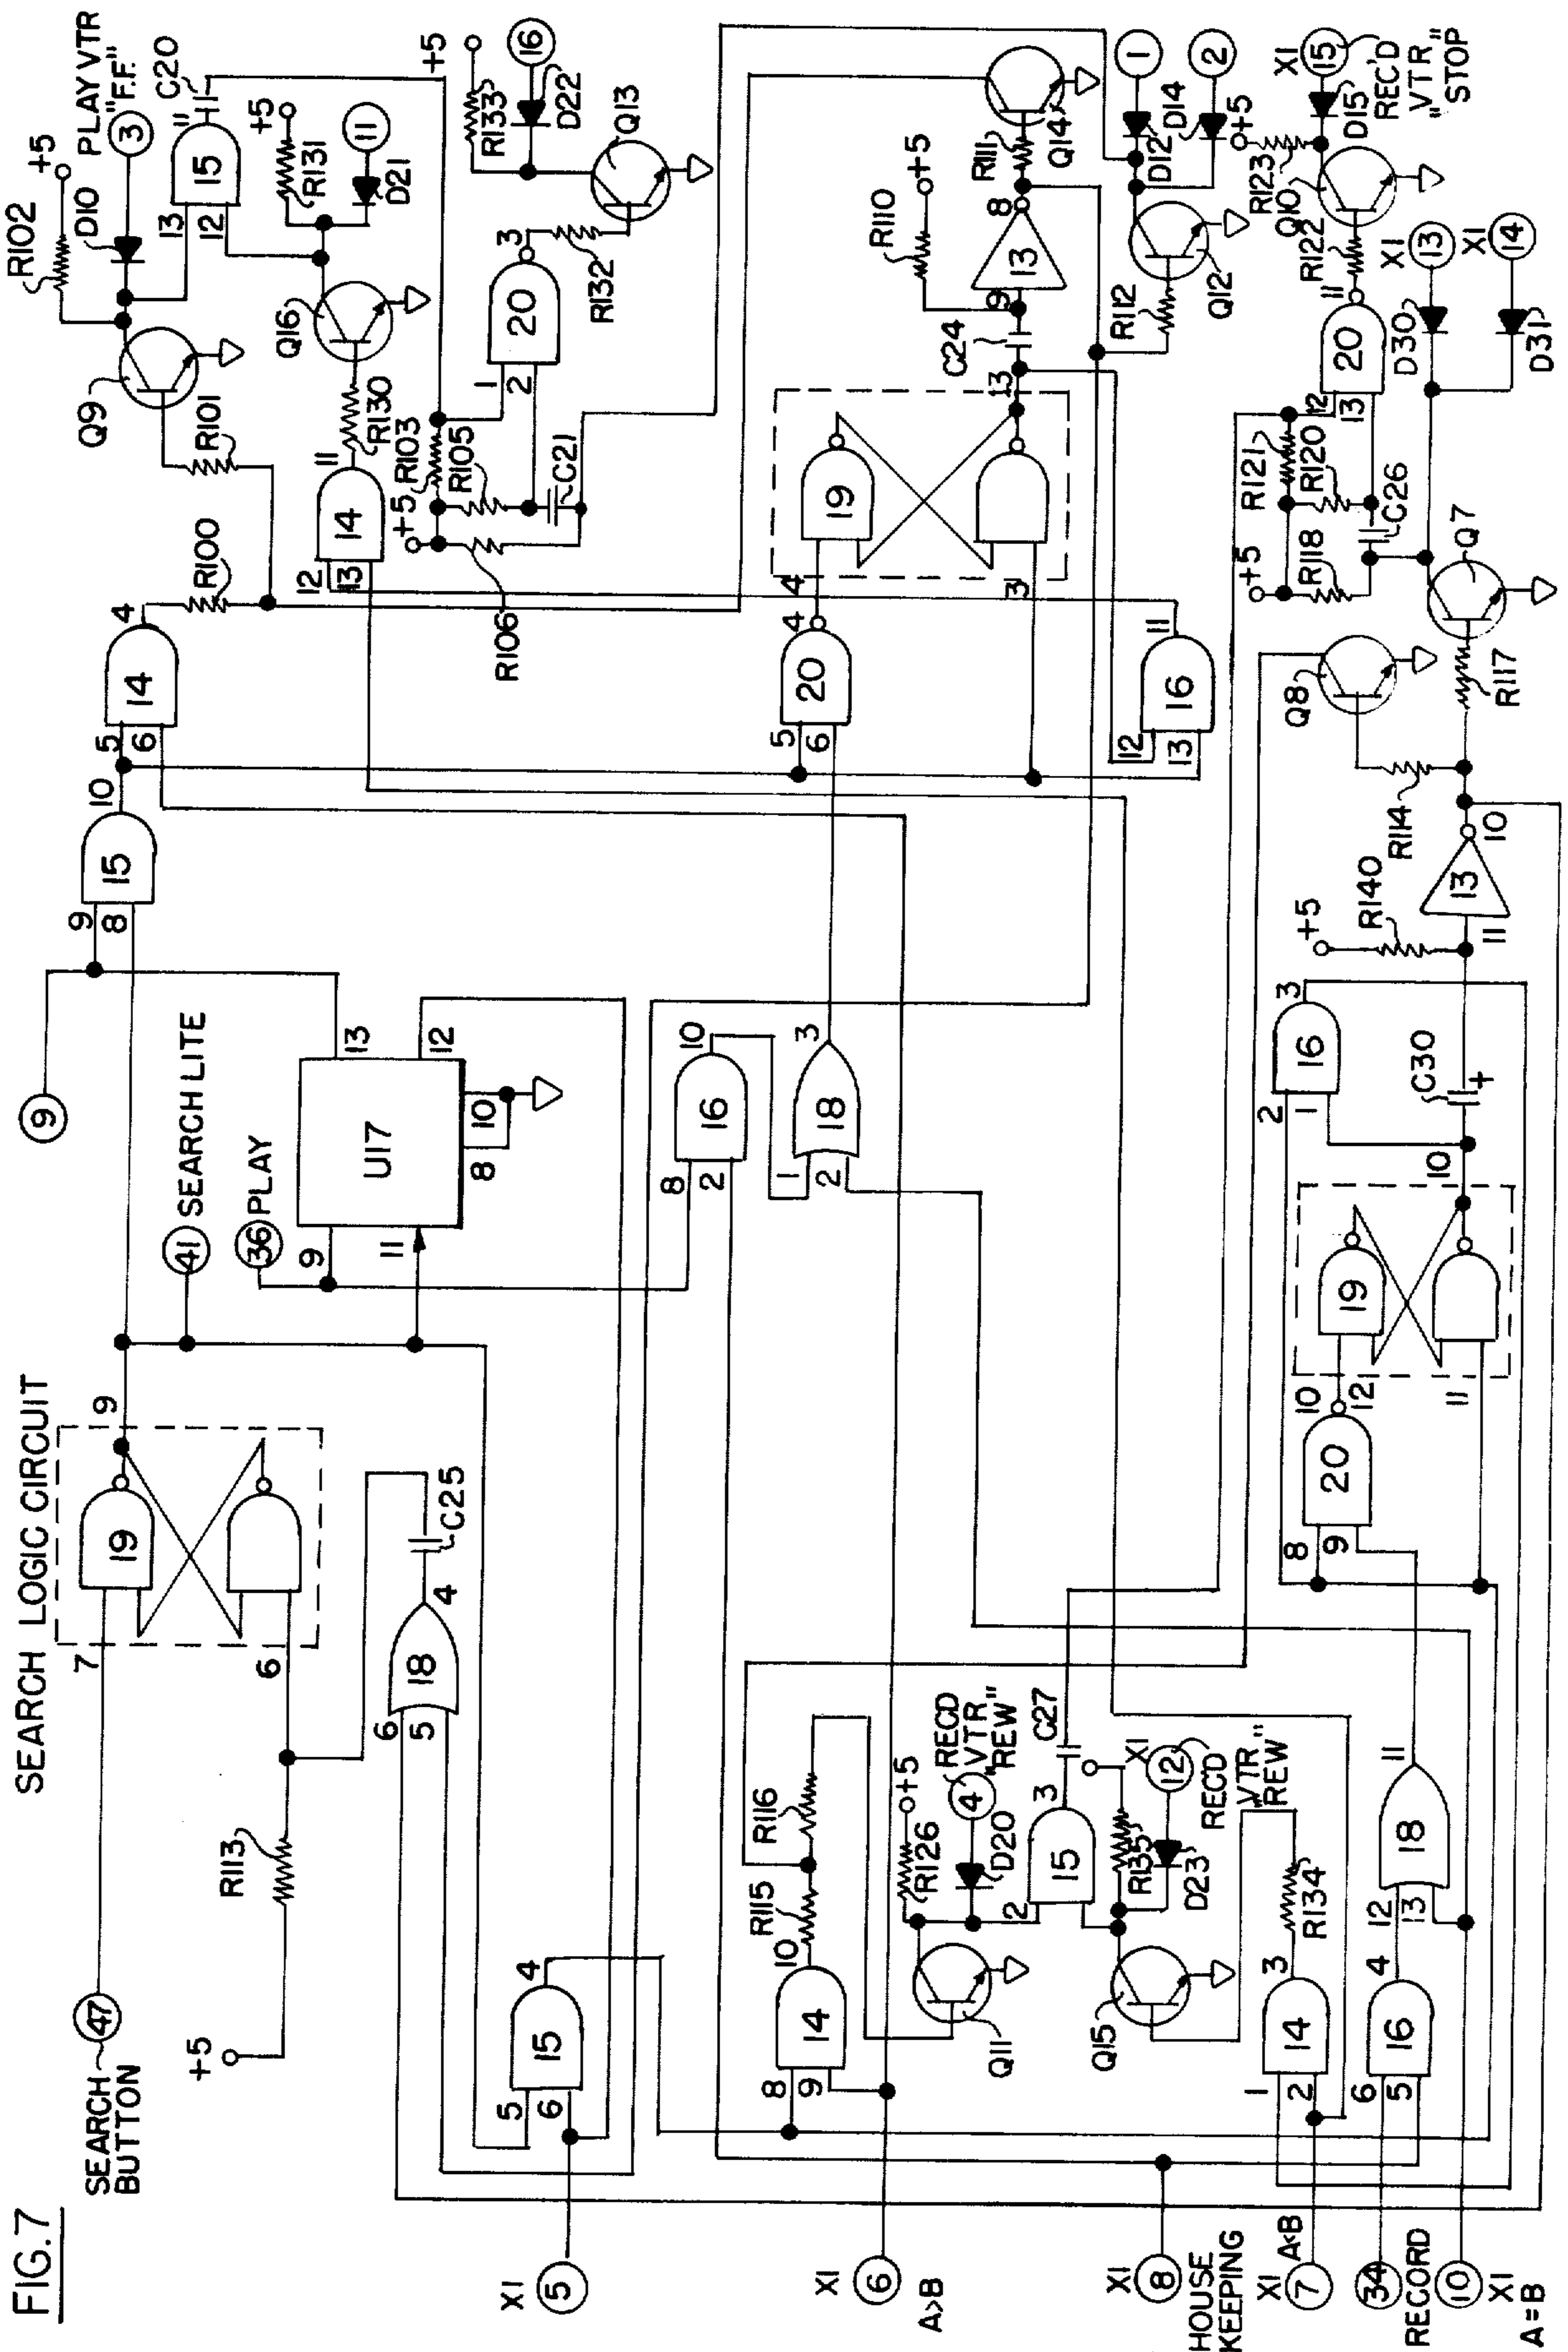 FIG.7
SEARCH LOGIC CIRCUIT
SEARCH
BUTTON
47
+5
R113
7
6
19
9
41
SEARCH LITE
36
PLAY
9
11
U17
13
12
8
10
9
9
8
15
10
5
6
14
4
R100
R101
Q9
R102
+5
D10
3
PLAY VTR
"F.F."
13
12
15
11
C20
+5
R131
11
D21
Q16
R130
12
13
14
11
+5
R103
R105
R106
C21
1
2
20
3
R132
Q13
+5
R133
16
D22
6
5
18
4
C25
X1
5
5
6
15
4
8
2
16
10
1
2
18
3
5
6
20
4
4
3
19
13
C24
R110
+5
9
13
8
R111
Q14
1
D12
D14
2
R112
Q12
12
13
16
11
X1
6
A>B
8
9
14
10
R115
R116
Q11
R126
+5
RECD
VTR
"REW"
4
D20
2
15
3
C27
Q15
R135
X1
12
D23
RECD
VTR
"REW"
X1
8
HOUSE
KEEPING
X1
7
A<B
1
2
14
3
R134
34
RECORD
6
5
16
4
12
13
18
11
10
X1
A=B
8
9
20
10
12
11
19
10
2
1
16
3
C30
+
+5
R140
11
13
10
R114
Q8
R117
Q7
+5
R118
R120
R121
C26
12
13
20
11
R122
Q10
R123
+5
X1
15
D15
REC'D
VTR
"STOP"
X1
13
D30
X1
14
D31